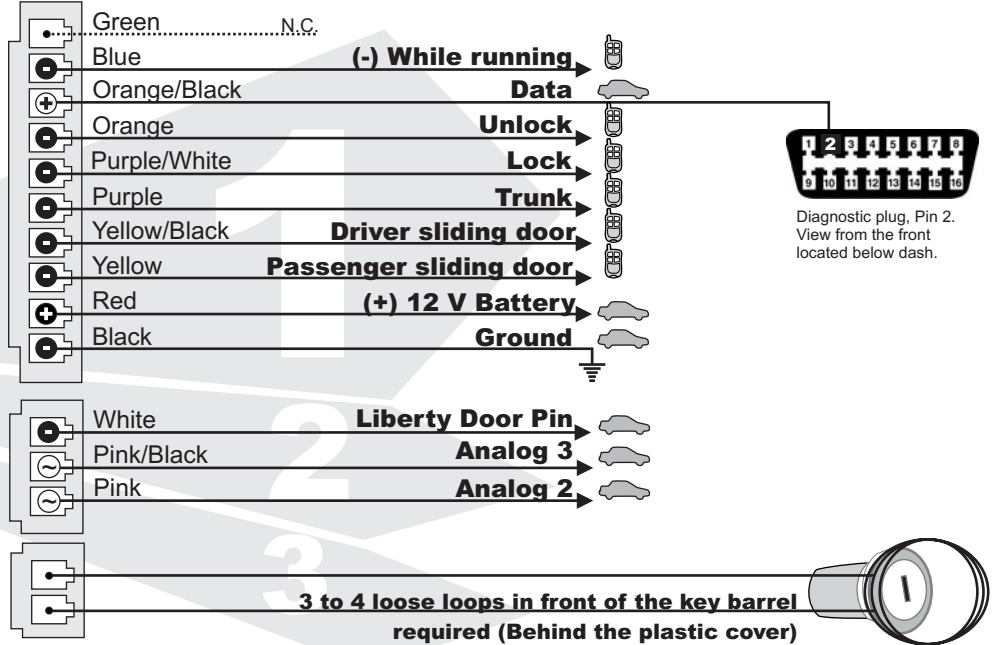 Green N.C.
Blue (-) While running
Orange/Black Data
Orange Unlock
Purple/White Lock
Purple Trunk
Yellow/Black Driver sliding door
Yellow Passenger sliding door
Red (+) 12 V Battery
Black Ground
1 2 3 4 5 6 7 8
9 10 11 12 13 14 15 16
Diagnostic plug, Pin 2.
View from the front
located below dash.
1
White Liberty Door Pin
Pink/Black Analog 3
Pink Analog 2
2
3
3 to 4 loose loops in front of the key barrel
required (Behind the plastic cover)